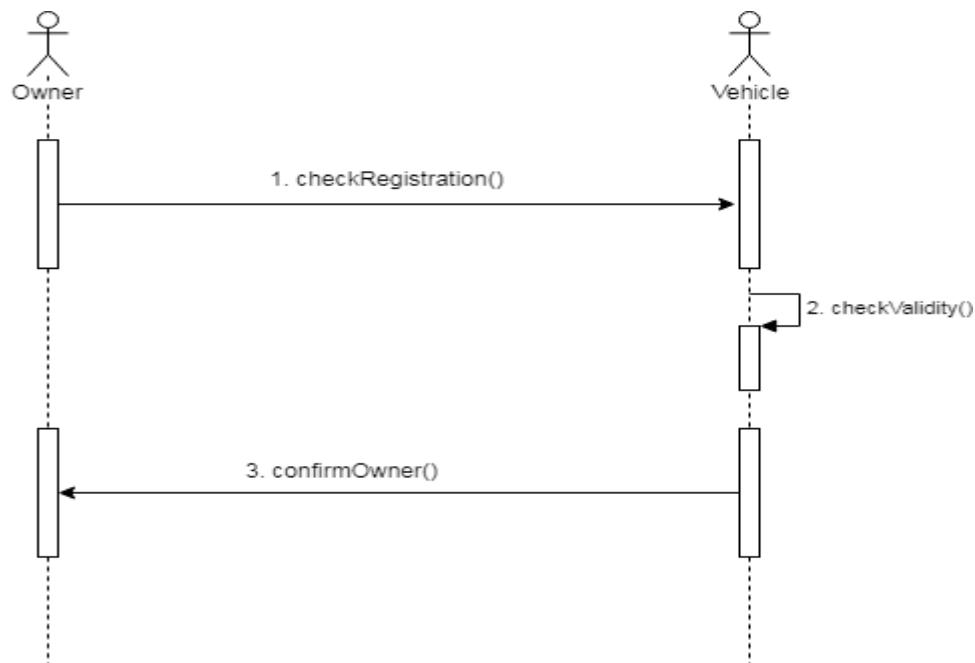 Owner
Vehicle
1. checkRegistration()
2. checkValidity()
3. confirmOwner()